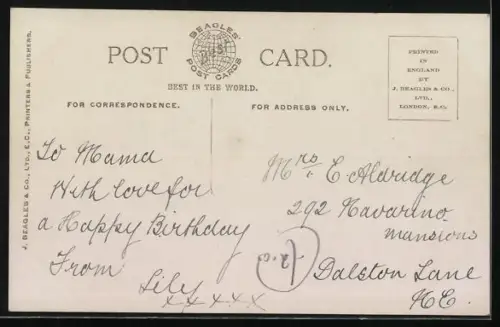 BEAGLES'
POST CARDS
POST CARD.
BEST IN THE WORLD.
PRINTED
IN
ENGLAND
BY
J. BEAGLES & CO.,
LTD.,
LONDON, E.C.
FOR CORRESPONDENCE.
FOR ADDRESS ONLY.
J. BEAGLES & CO., LTD., E.C., PRINTERS & PUBLISHERS.
To Mama
With love for
a Happy Birthday
From
Lily
x x x x x
Mrs E. Aldridge
292 Navarino
mansions
Dalston Lane
NE.